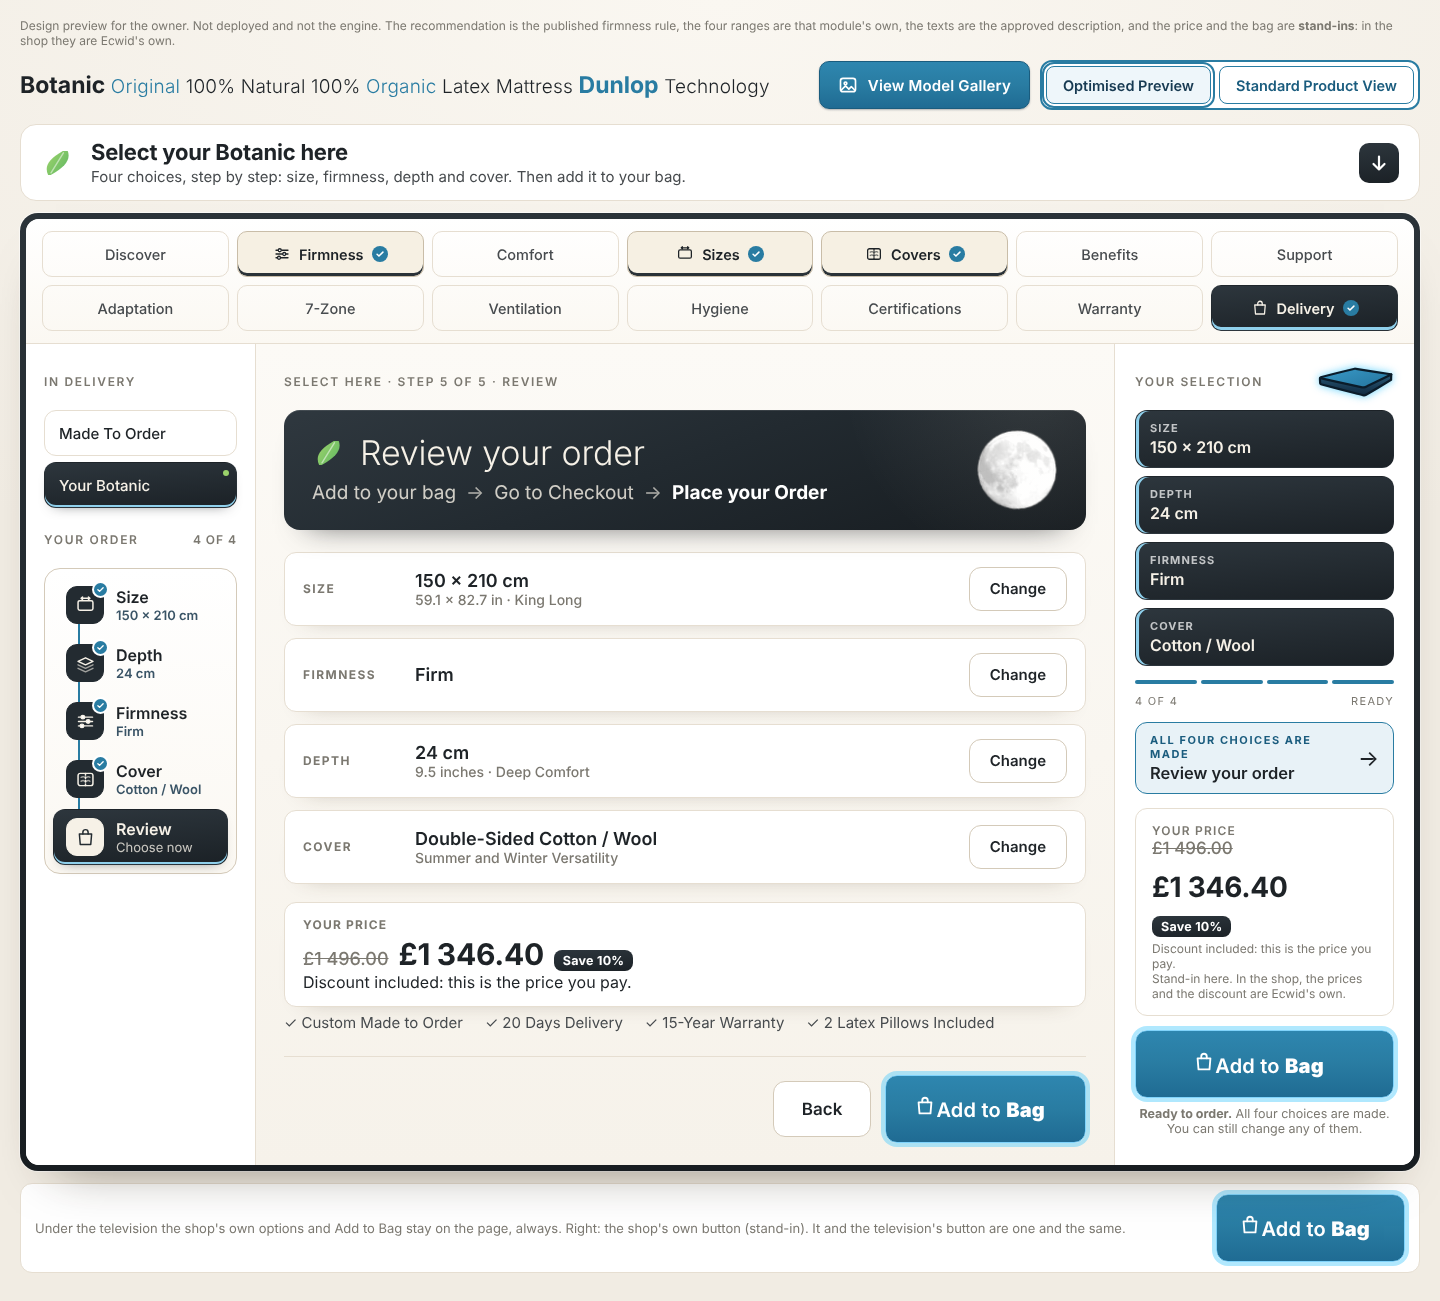 Design preview for the owner. Not deployed and not the engine. The recommendation is the published firmness rule, the four ranges are that module's own, the texts are the approved description, and the price and the bag are stand-ins: in the
shop they are Ecwid's own.
Botanic Original 100% Natural 100% Organic Latex Mattress Dunlop Technology
View Model Gallery
Optimised Preview
Standard Product View
Select your Botanic here
Four choices, step by step: size, firmness, depth and cover. Then add it to your bag.
Discover
Firmness
Comfort
Sizes
Covers
Benefits
Support
Adaptation
7-Zone
Ventilation
Hygiene
Certifications
Warranty
Delivery
IN DELIVERY
Made To Order
Your Botanic
YOUR ORDER
4 OF 4
Size
150 × 210 cm
Depth
24 cm
Firmness
Firm
Cover
Cotton / Wool
Review
Choose now
SELECT HERE · STEP 5 OF 5 · REVIEW
Review your order
Add to your bag → Go to Checkout → Place your Order
SIZE
150 × 210 cm
59.1 × 82.7 in · King Long
Change
FIRMNESS
Firm
Change
DEPTH
24 cm
9.5 inches · Deep Comfort
Change
COVER
Double-Sided Cotton / Wool
Summer and Winter Versatility
Change
YOUR PRICE
£1 496.00 £1 346.40 Save 10%
Discount included: this is the price you pay.
✓ Custom Made to Order ✓ 20 Days Delivery ✓ 15-Year Warranty ✓ 2 Latex Pillows Included
Back
Add to Bag
YOUR SELECTION
SIZE
150 × 210 cm
DEPTH
24 cm
FIRMNESS
Firm
COVER
Cotton / Wool
4 OF 4
READY
ALL FOUR CHOICES ARE
MADE
Review your order
→
YOUR PRICE
£1 496.00
£1 346.40
Save 10%
Discount included: this is the price you
pay.
Stand-in here. In the shop, the prices
and the discount are Ecwid's own.
Add to Bag
Ready to order. All four choices are made.
You can still change any of them.
Under the television the shop's own options and Add to Bag stay on the page, always. Right: the shop's own button (stand-in). It and the television's button are one and the same.
Add to Bag